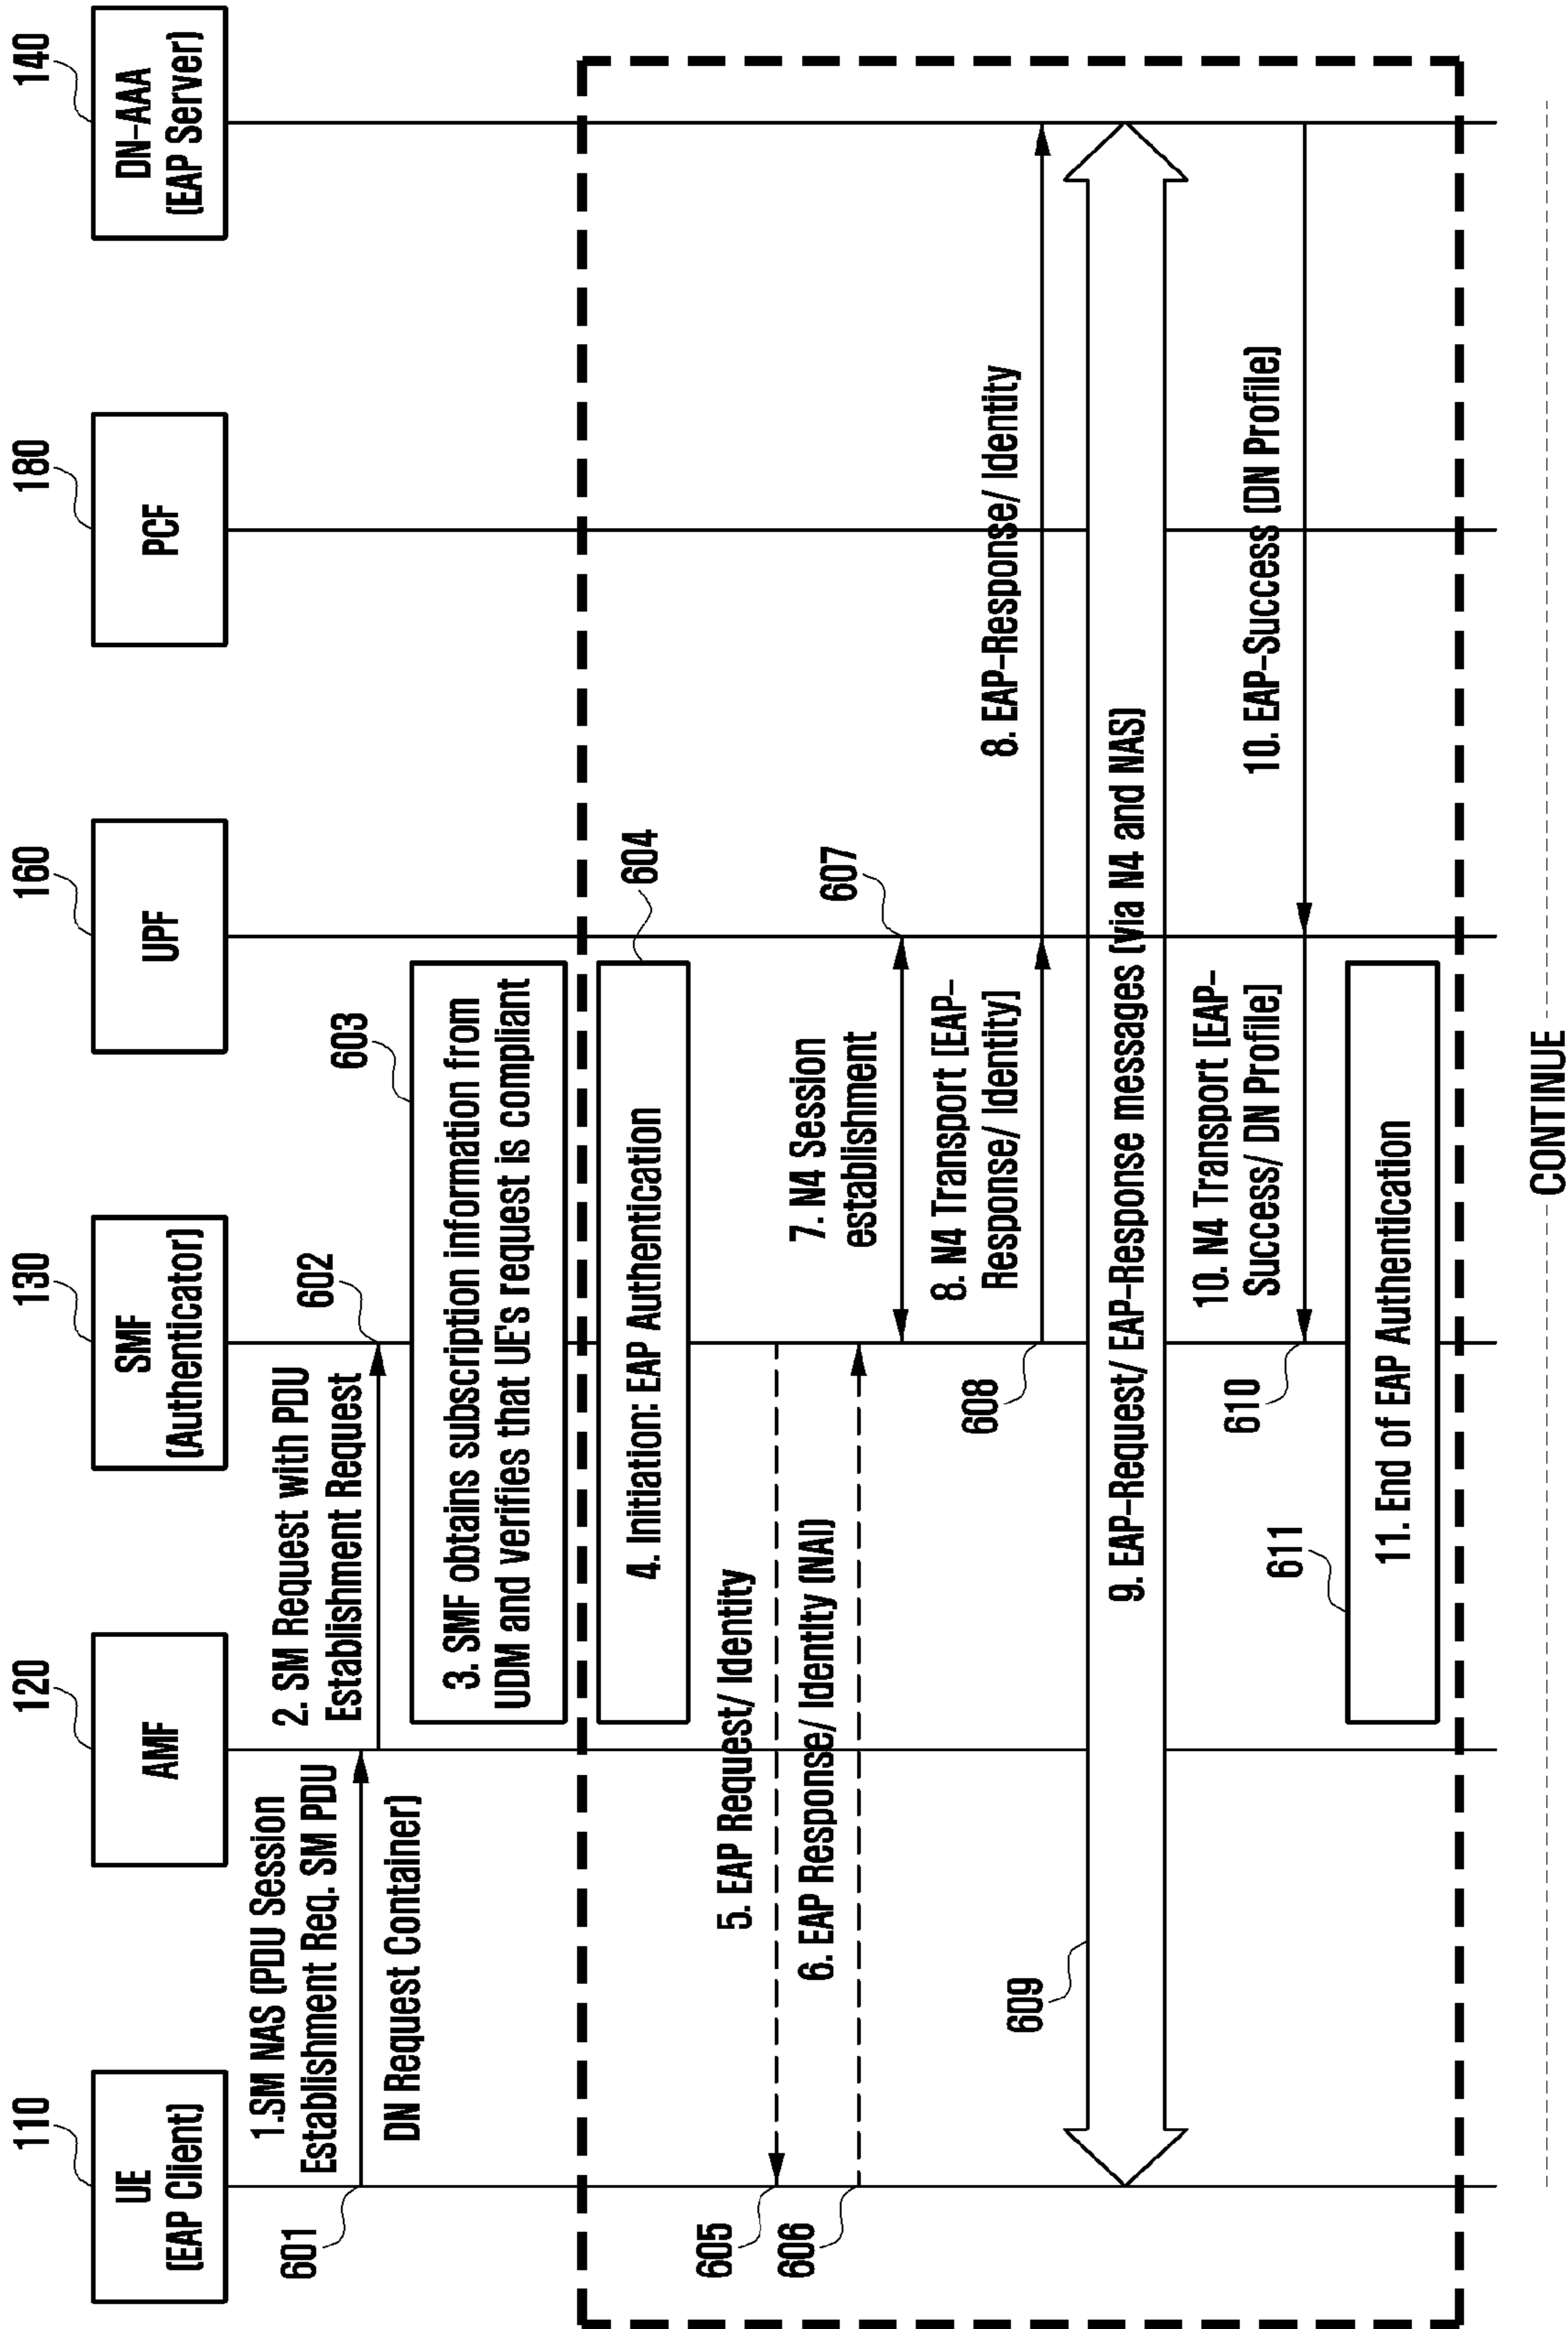 110
120
130
160
180
140
UE
(EAP Client)
AMF
SMF
(Authenticator)
UPF
PCF
DN-AAA
(EAP Server)
601
1.SM NAS (PDU Session
Establishment Req. SM PDU
DN Request Container)
2. SM Request with PDU
Establishment Request
602
603
3. SMF obtains subscription information from
UDM and verifies that UE's request is compliant
604
4. Initiation: EAP Authentication
605
5. EAP Request/ Identity
606
6. EAP Response/ Identity (NAI)
607
7. N4 Session
establishment
608
8. N4 Transport [EAP-
Response/ Identity]
8. EAP-Response/ Identity
609
9. EAP-Request/ EAP-Response messages (via N4 and NAS)
610
10. N4 Transport [EAP-
Success/ DN Profile]
10. EAP-Success (DN Profile)
611
11. End of EAP Authentication
CONTINUE